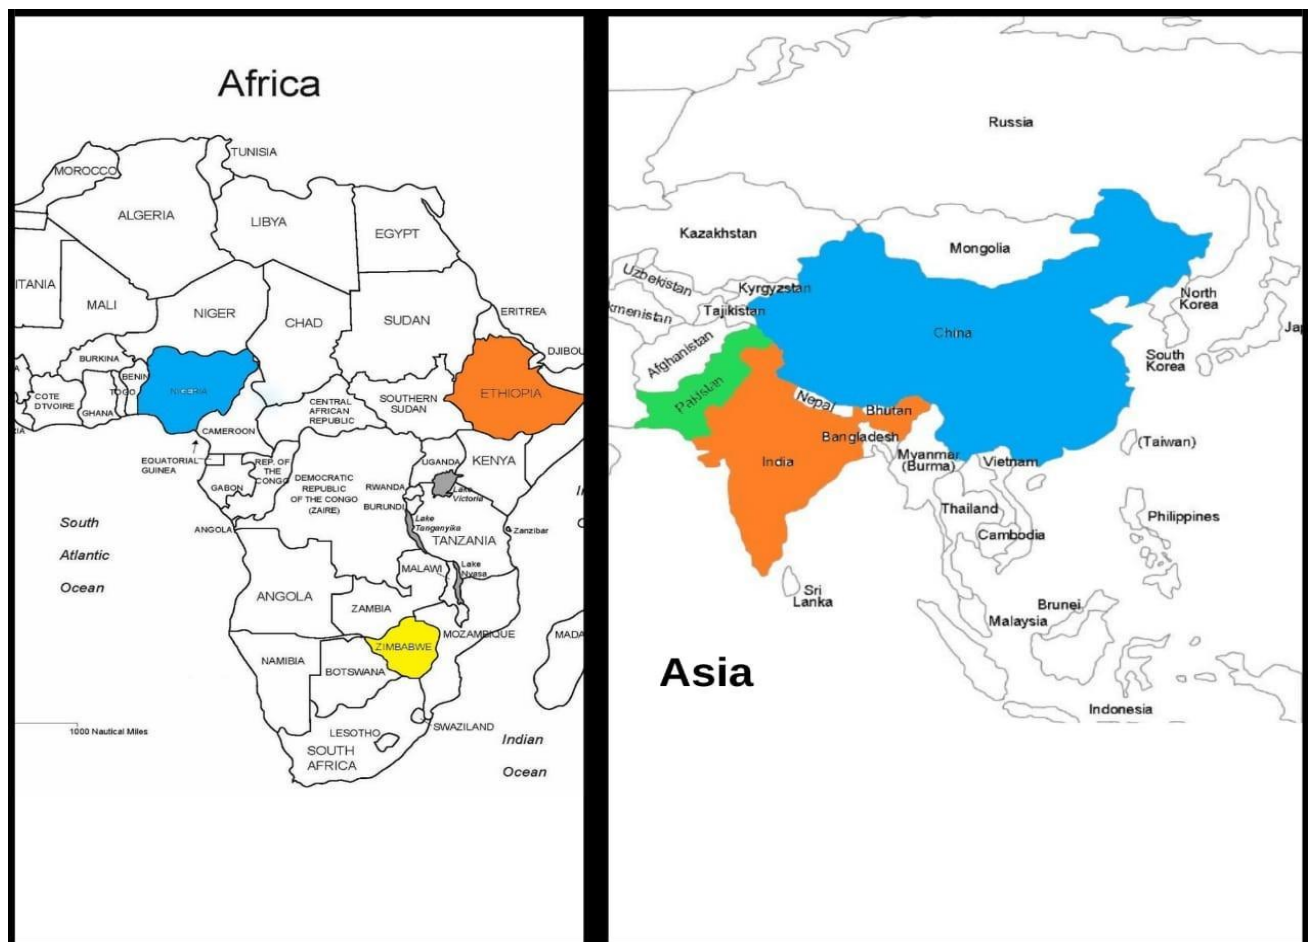 Africa
TUNISIA
MOROCCO
ALGERIA
LIBYA
EGYPT
ITANIA
MALI
NIGER
CHAD
SUDAN
ERITREA
DJIBOU
BURKINA
BENIN
TOGO
NIGERIA
ETHIOPIA
COTE
D'TVOIRE
GHANA
CENTRAL
AFRICAN
REPUBLIC
SOUTHERN
SUDAN
CAMEROON
EQUATORIAL
GUINEA
REP. OF
THE
CONGO
GABON
UGANDA
KENYA
DEMOCRATIC
REPUBLIC
OF THE CONGO
(ZAIRE)
RWANDA
BURUNDI
Lake
Victoria
Lake
Tanganyika
TANZANIA
Zanzibar
ANGOLA
South
Atlantic
Ocean
MALAWI
Lake
Nyasa
ANGOLA
ZAMBIA
MOZAMBIQUE
MADA
ZIMBABWE
NAMIBIA
BOTSWANA
1000 Nautical Miles
SWAZILAND
LESOTHO
SOUTH
AFRICA
Indian
Ocean
Russia
Kazakhstan
Mongolia
Uzbekistan
Kyrgyzstan
kmenistan
Tajikistan
North
Korea
China
Jap
Afghanistan
South
Korea
Pakistan
Nepal
Bhutan
Bangladesh
India
Myanmar
(Burma)
Vietnam
(Taiwan)
Thailand
Philippines
Cambodia
Sri
Lanka
Brunei
Malaysia
Asia
Indonesia